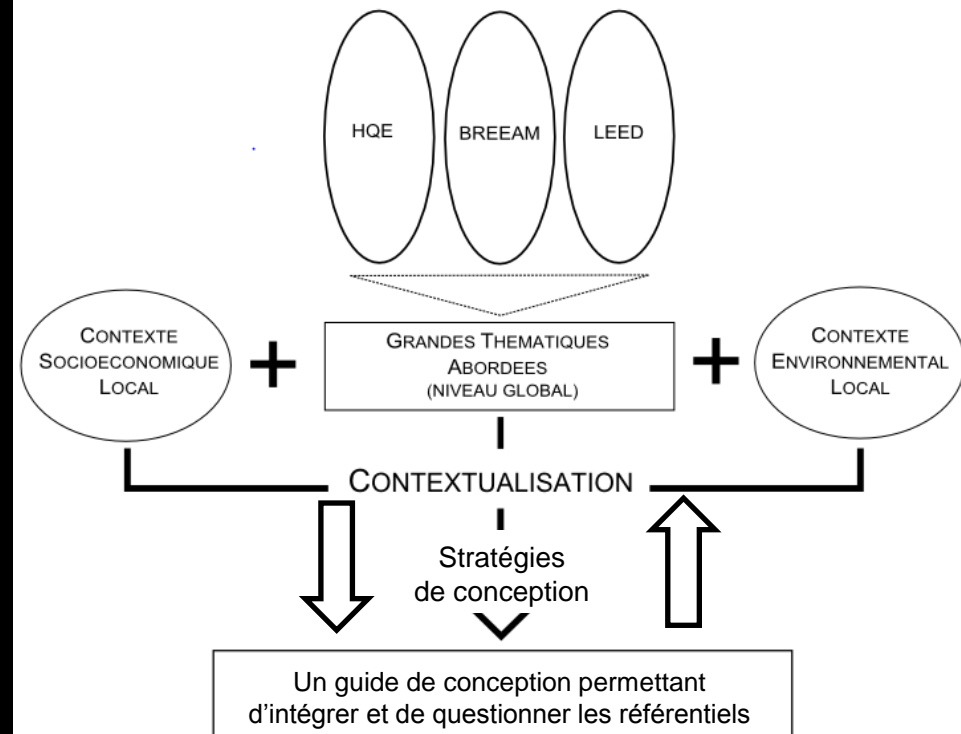 HQE
BREEAM
LEED
CONTEXTE
SOCIOECONOMIQUE
LOCAL
+
GRANDES THEMATIQUES
ABORDEES
(NIVEAU GLOBAL)
+
CONTEXTE
ENVIRONNEMENTAL
LOCAL
CONTEXTUALISATION
Stratégies
de conception
Un guide de conception permettant
d'intégrer et de questionner les référentiels